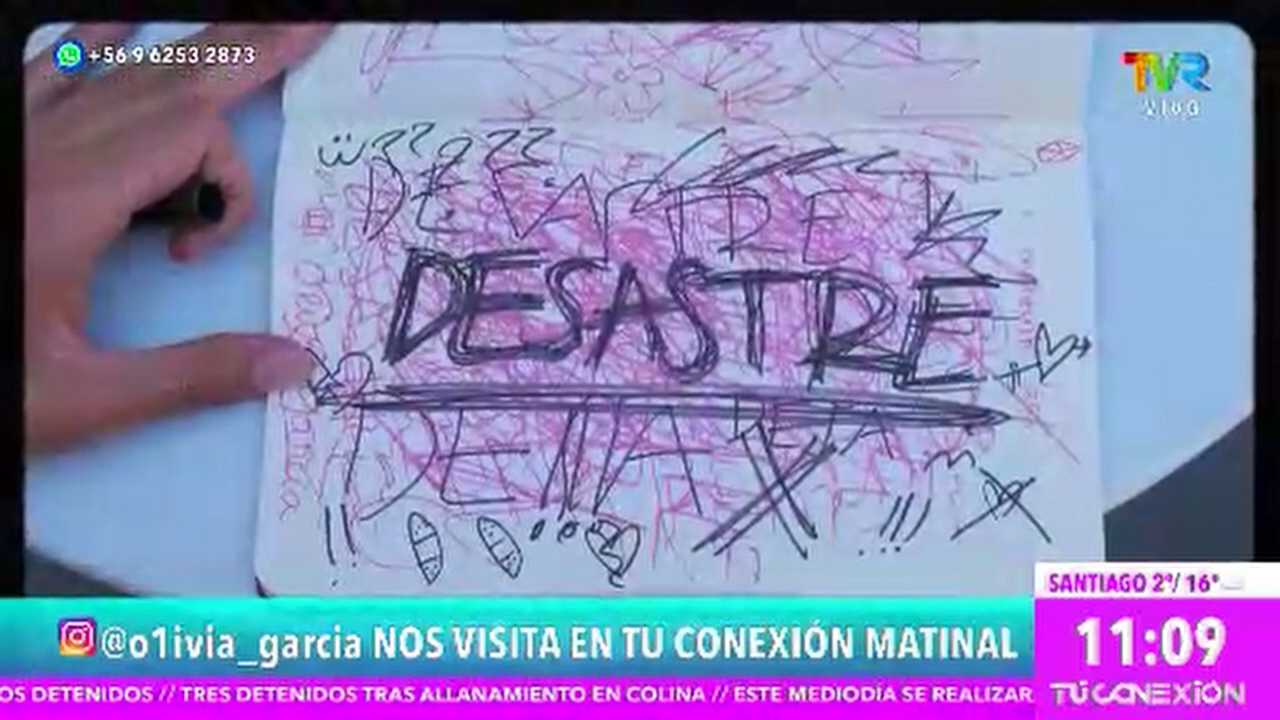 +56 9 6253 2873
TVR
VIVO
DESASTRE
DESASTRE
SANTIAGO 2°/ 16°
@o1ivia_garcia NOS VISITA EN TU CONEXIÓN MATINAL
11:09
OS DETENIDOS // TRES DETENIDOS TRAS ALLANAMIENTO EN COLINA // ESTE MEDIODÍA SE REALIZAR
TÚ CONEXIÓN